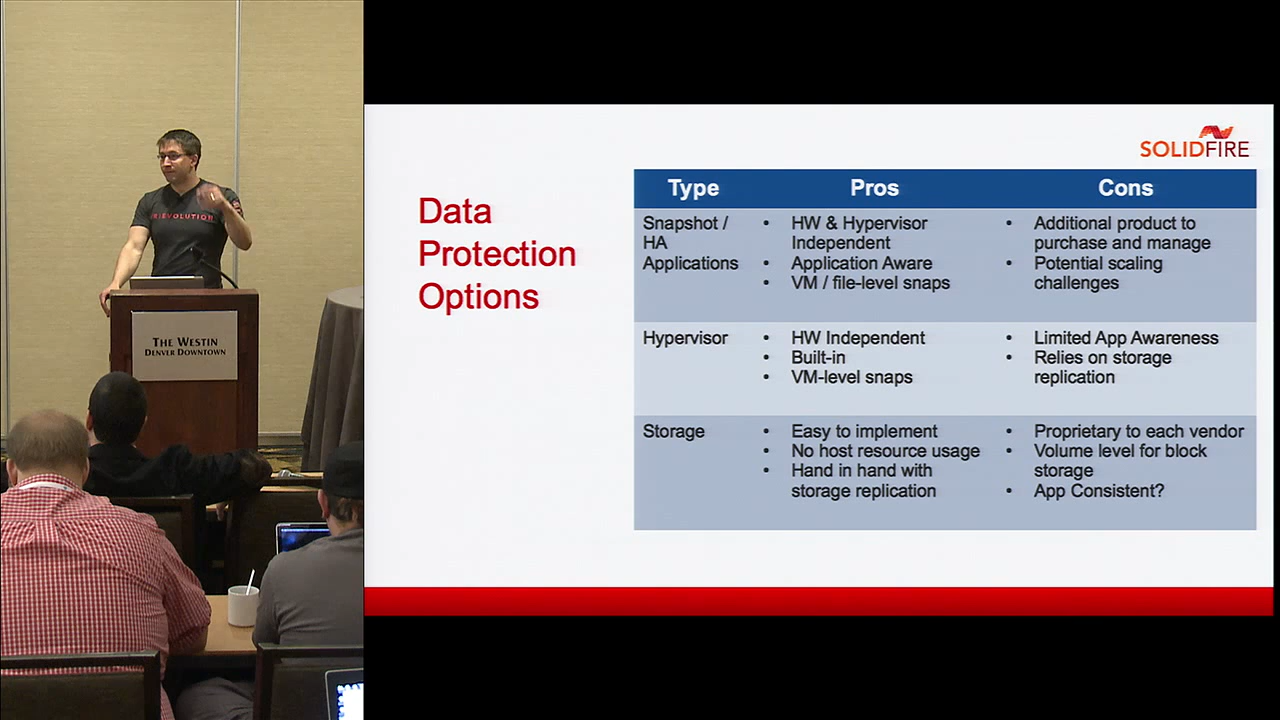 (R)EVOLUTION
THE WESTIN
DENVER DOWNTOWN
SOLIDFIRE
Data
Protection
Options
Type Pros Cons
Snapshot /
HA
Applications
• HW & Hypervisor
Independent
• Application Aware
• VM / file-level snaps
• Additional product to
purchase and manage
• Potential scaling
challenges
Hypervisor
• HW Independent
• Built-in
• VM-level snaps
• Limited App Awareness
• Relies on storage
replication
Storage
• Easy to implement
• No host resource usage
• Hand in hand with
storage replication
• Proprietary to each vendor
• Volume level for block
storage
• App Consistent?